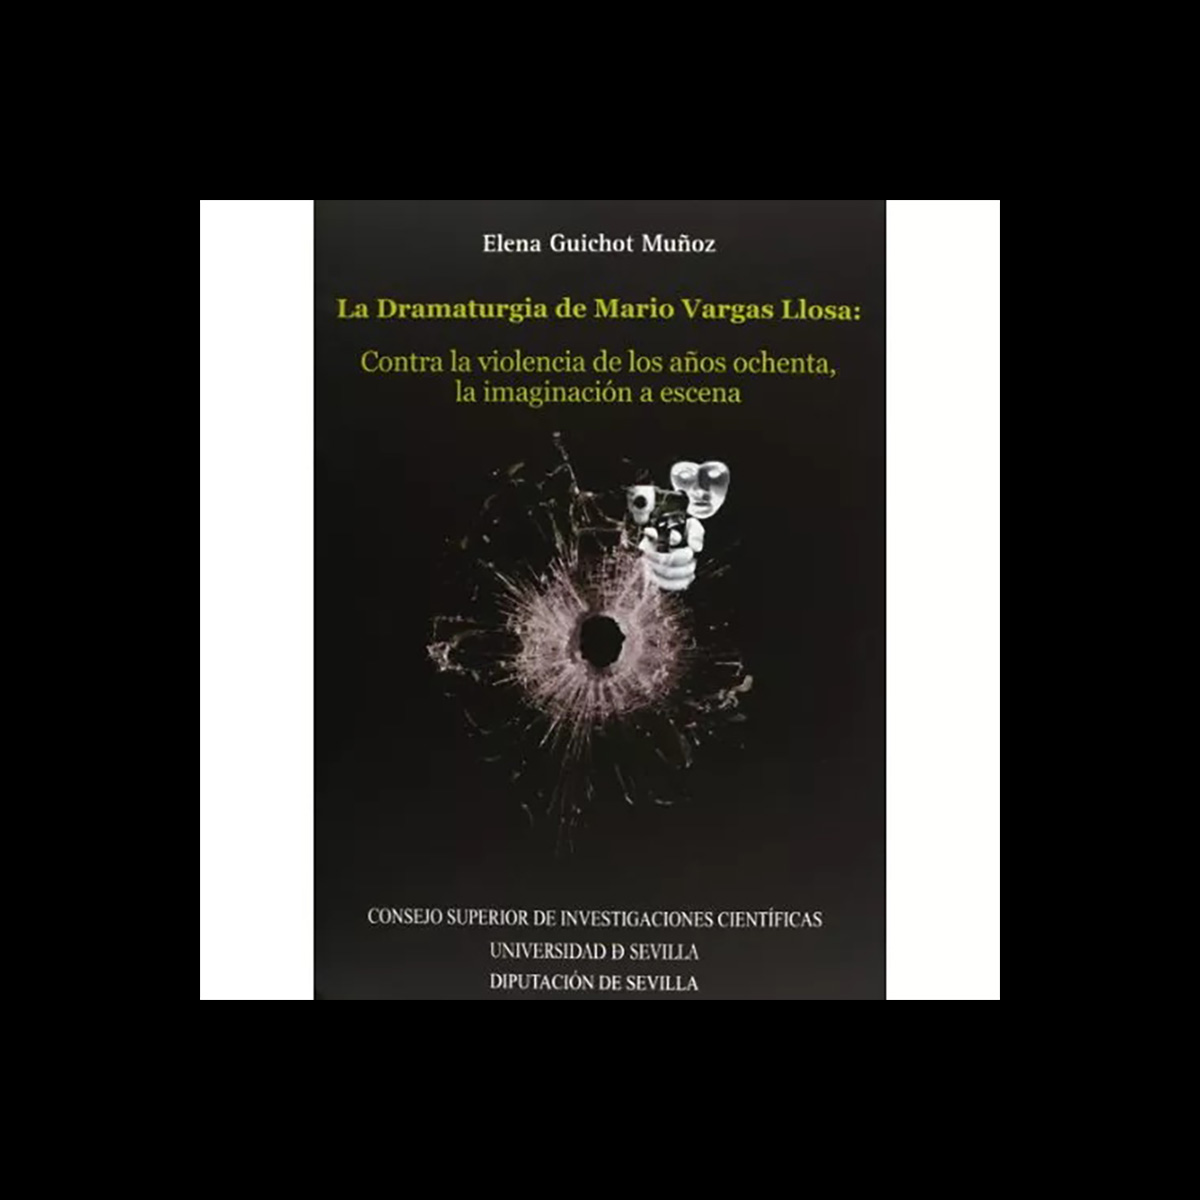 Elena Guichot Muñoz
La Dramaturgia de Mario Vargas Llosa:
Contra la violencia de los años ochenta,
la imaginación a escena
CONSEJO SUPERIOR DE INVESTIGACIONES CIENTÍFICAS
UNIVERSIDAD Đ SEVILLA
DIPUTACIÓN DE SEVILLA